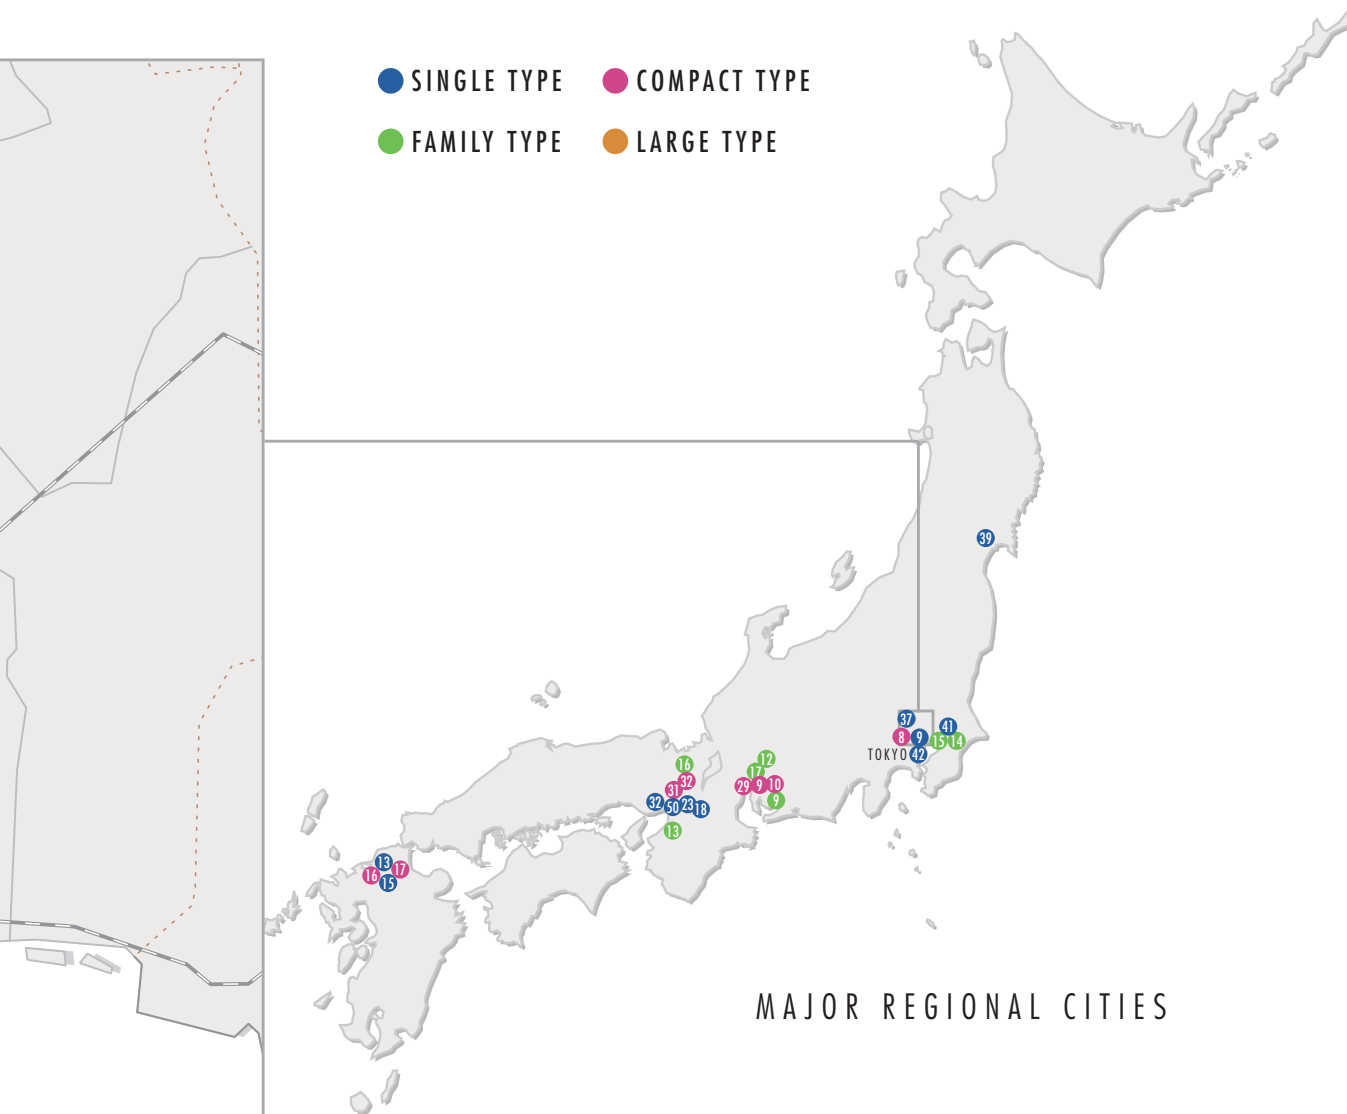 SINGLE TYPE COMPACT TYPE
FAMILY TYPE LARGE TYPE
39
37
41
8 9 15 14
TOKYO 42
12
16 17
32 29 9 10
31
32 50 23 18 9
13
13 17
16 15
MAJOR REGIONAL CITIES